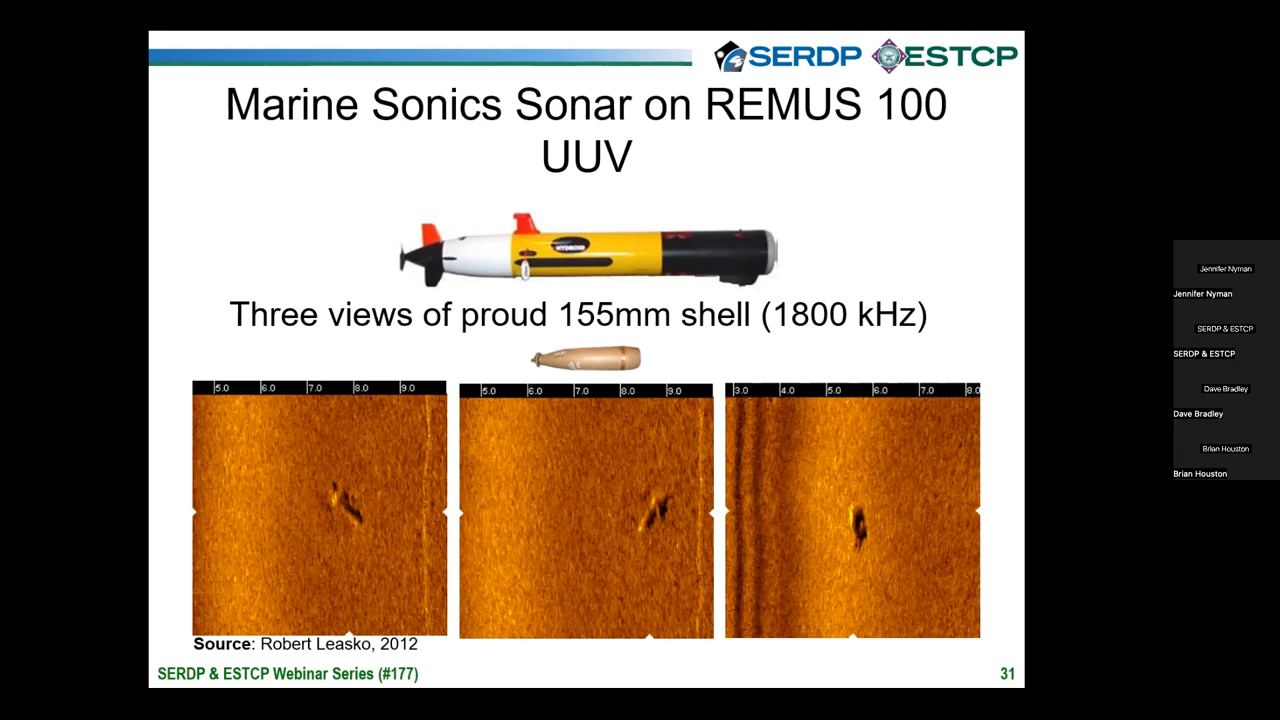 SERDP ESTCP
Marine Sonics Sonar on REMUS 100
UUV
HYDROID
Three views of proud 155mm shell (1800 kHz)
5.0 6.0 7.0 8.0 9.0
5.0 6.0 7.0 8.0 9.0
3.0 4.0 5.0 6.0 7.0 8.0
Source: Robert Leasko, 2012
SERDP & ESTCP Webinar Series (#177)
31
Jennifer Nyman
Jennifer Nyman
SERDP & ESTCP
SERDP & ESTCP
Dave Bradley
Dave Bradley
Brian Houston
Brian Houston